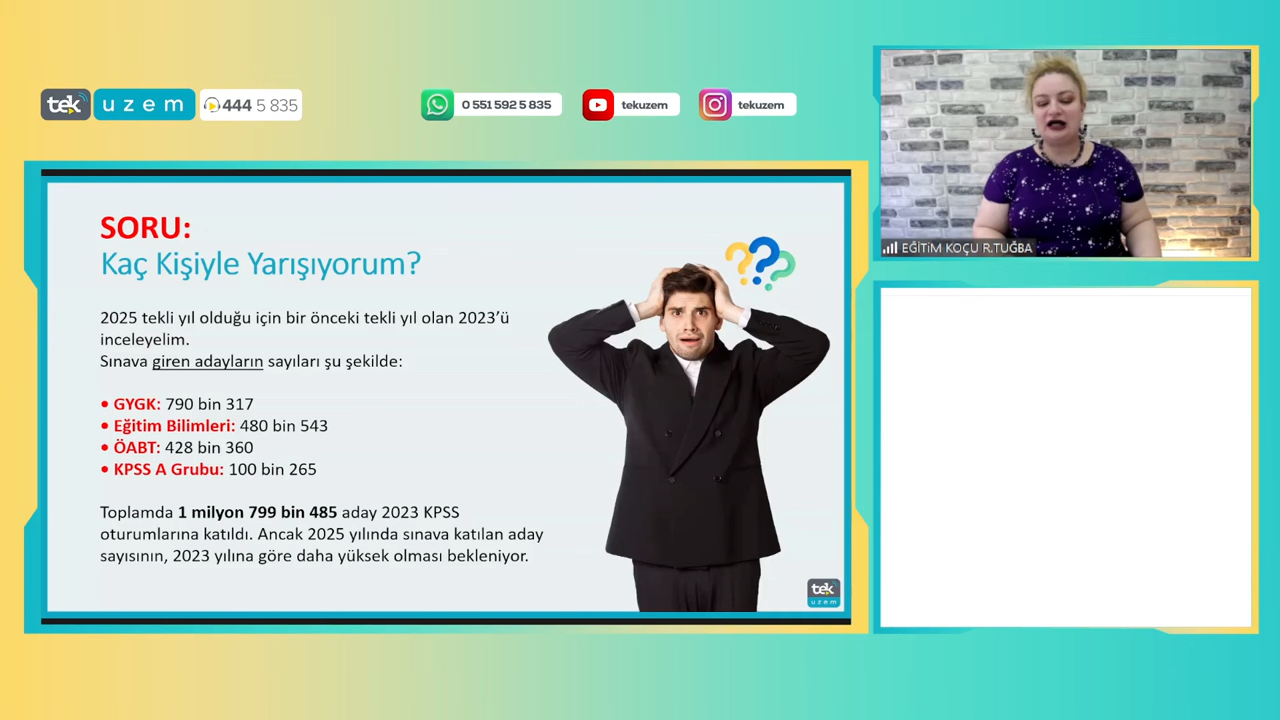 tek uzem 444 5 835
0 551 592 5 835
tekuzem
tekuzem
SORU:
Kaç Kişiyle Yarışıyorum?
2025 tekli yıl olduğu için bir önceki tekli yıl olan 2023’ü
inceleyelim.
Sınava giren adayların sayıları şu şekilde:
• GYGK: 790 bin 317
• Eğitim Bilimleri: 480 bin 543
• ÖABT: 428 bin 360
• KPSS A Grubu: 100 bin 265
Toplamda 1 milyon 799 bin 485 aday 2023 KPSS
oturumlarına katıldı. Ancak 2025 yılında sınava katılan aday
sayısının, 2023 yılına göre daha yüksek olması bekleniyor.
tek
uzem
EĞİTİM KOÇU R.TUĞBA